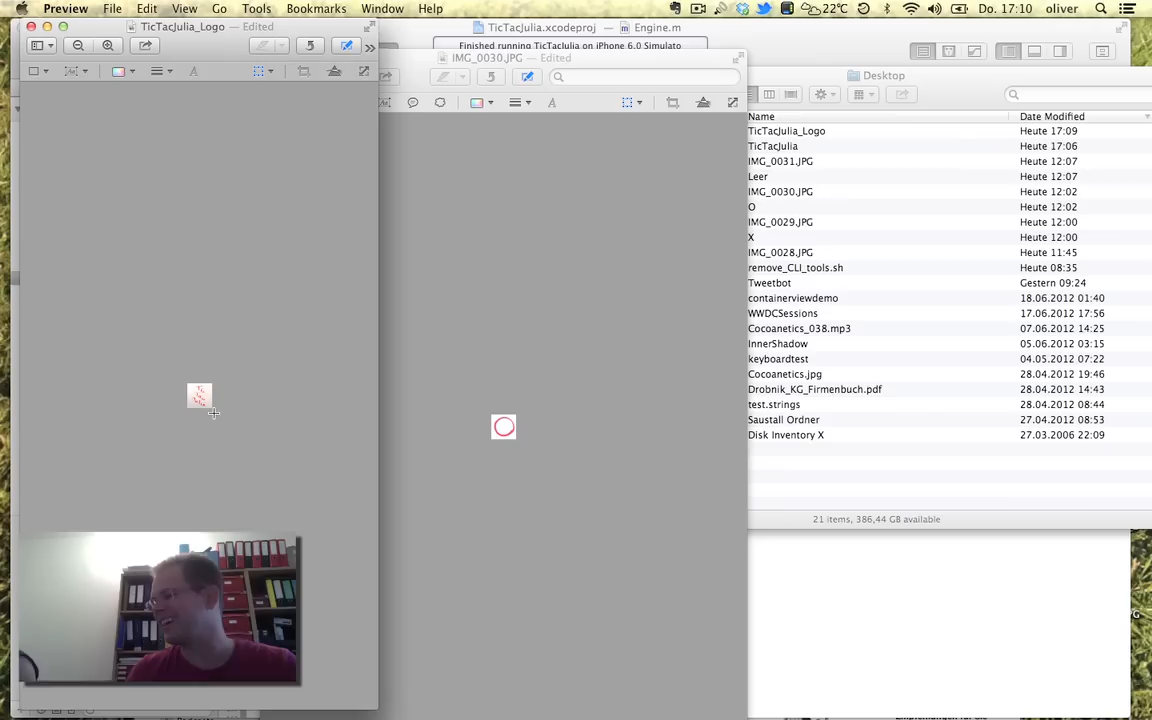 Preview File Edit View Go Tools Bookmarks Window Help 22°C Do. 17:10 oliver
TicTacJulia_Logo — Edited
TicTacJulia.xcodeproj Engine.m
Finished running TicTacJulia on iPhone 6.0 Simulato
IMG_0030.JPG — Edited
Desktop
Name Date Modified
TicTacJulia_Logo Heute 17:09
TicTacJulia Heute 17:06
IMG_0031.JPG Heute 12:07
Leer Heute 12:07
IMG_0030.JPG Heute 12:02
O Heute 12:02
IMG_0029.JPG Heute 12:00
X Heute 12:00
IMG_0028.JPG Heute 11:45
remove_CLI_tools.sh Heute 08:35
Tweetbot Gestern 09:24
containerviewdemo 18.06.2012 01:40
WWDCSessions 17.06.2012 17:56
Cocoanetics_038.mp3 07.06.2012 14:25
InnerShadow 05.06.2012 03:15
keyboardtest 04.05.2012 07:22
Cocoanetics.jpg 28.04.2012 19:46
Drobnik_KG_Firmenbuch.pdf 28.04.2012 14:43
test.strings 28.04.2012 08:44
Saustall Ordner 27.04.2012 08:53
Disk Inventory X 27.03.2006 22:09
21 items, 386,44 GB available